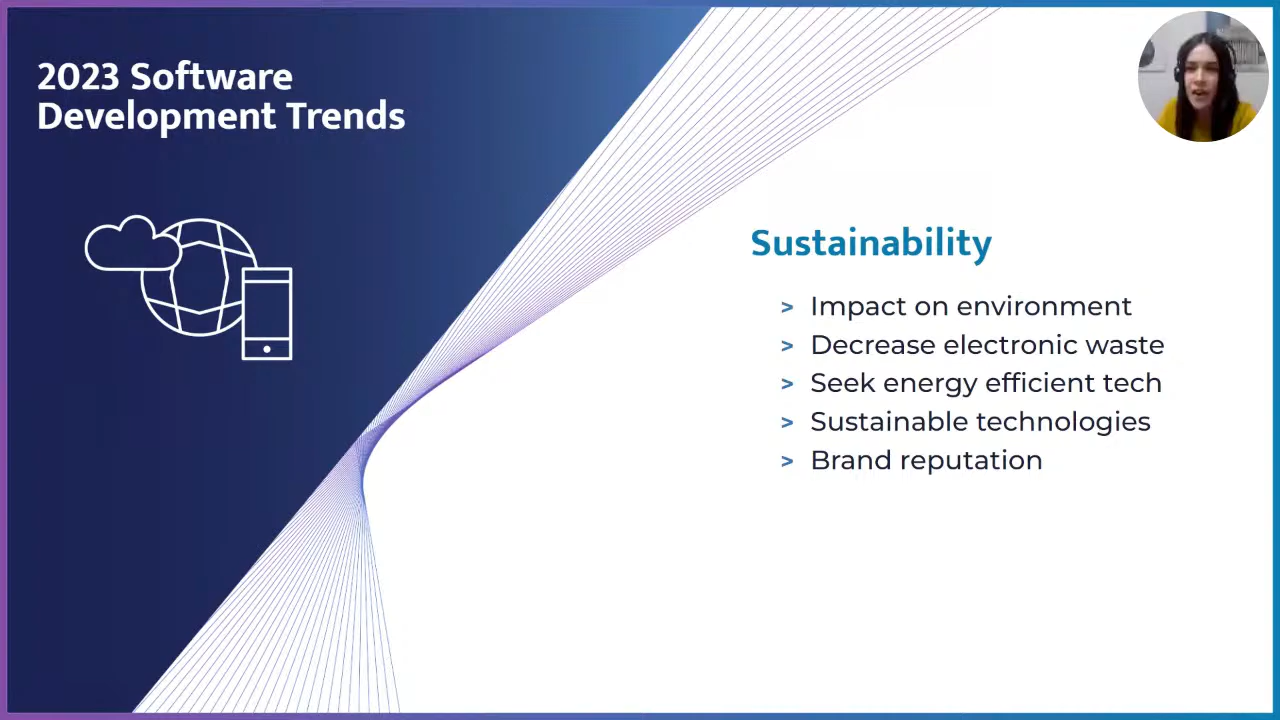 2023 Software
Development Trends
Sustainability
> Impact on environment
> Decrease electronic waste
> Seek energy efficient tech
> Sustainable technologies
> Brand reputation